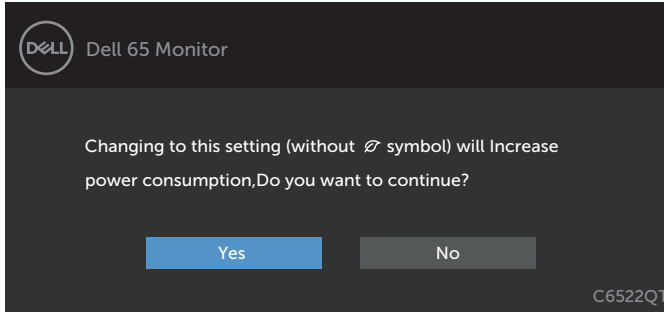 DELL
Dell 65 Monitor
Changing to this setting (without symbol) will Increase
power consumption,Do you want to continue?
Yes
No
C6522QT